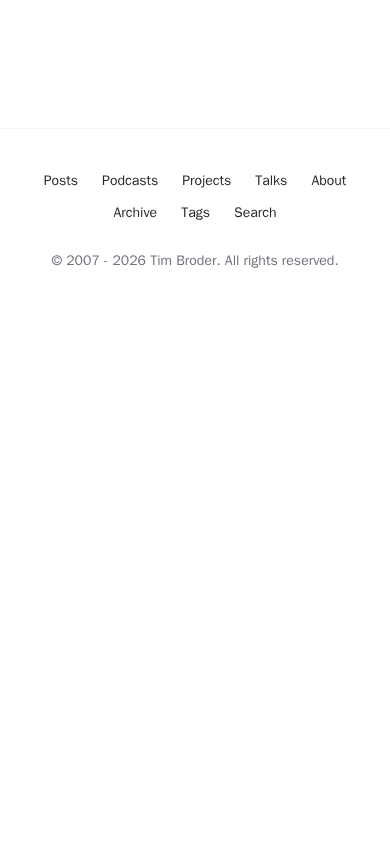 Posts Podcasts Projects Talks About
Archive Tags Search
© 2007 - 2026 Tim Broder. All rights reserved.